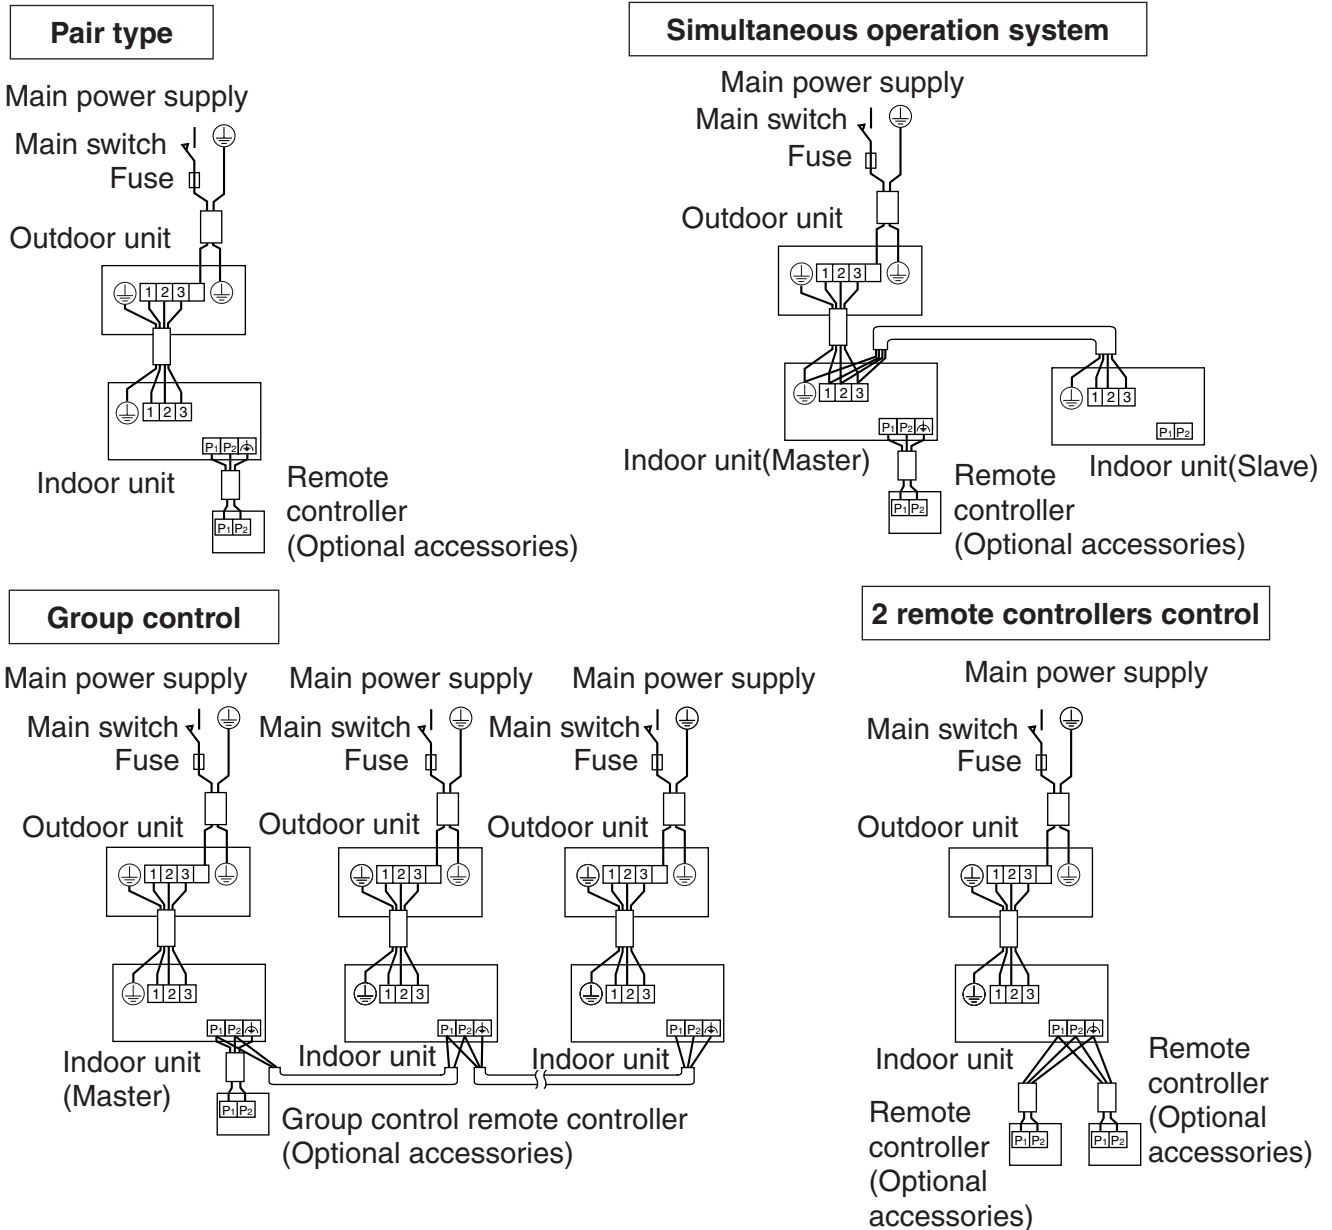 Pair type
Main power supply
Main switch
Fuse
Outdoor unit
1 2 3
1 2 3
P1 P2
Indoor unit
Remote
controller
(Optional accessories)
P1 P2
Simultaneous operation system
Main power supply
Main switch
Fuse
Outdoor unit
1 2 3
1 2 3
P1 P2
Indoor unit(Master)
1 2 3
P1 P2
Indoor unit(Slave)
Remote
controller
(Optional accessories)
P1 P2
Group control
Main power supply
Main switch
Fuse
Outdoor unit
1 2 3
1 2 3
P1 P2
Indoor unit
(Master)
P1 P2
Main power supply
Main switch
Fuse
Outdoor unit
1 2 3
1 2 3
P1 P2
Indoor unit
Main power supply
Main switch
Fuse
Outdoor unit
1 2 3
1 2 3
P1 P2
Indoor unit
Group control remote controller
(Optional accessories)
2 remote controllers control
Main power supply
Main switch
Fuse
Outdoor unit
1 2 3
1 2 3
P1 P2
Indoor unit
Remote
controller
(Optional
accessories)
P1 P2
P1 P2
Remote
controller
(Optional
accessories)